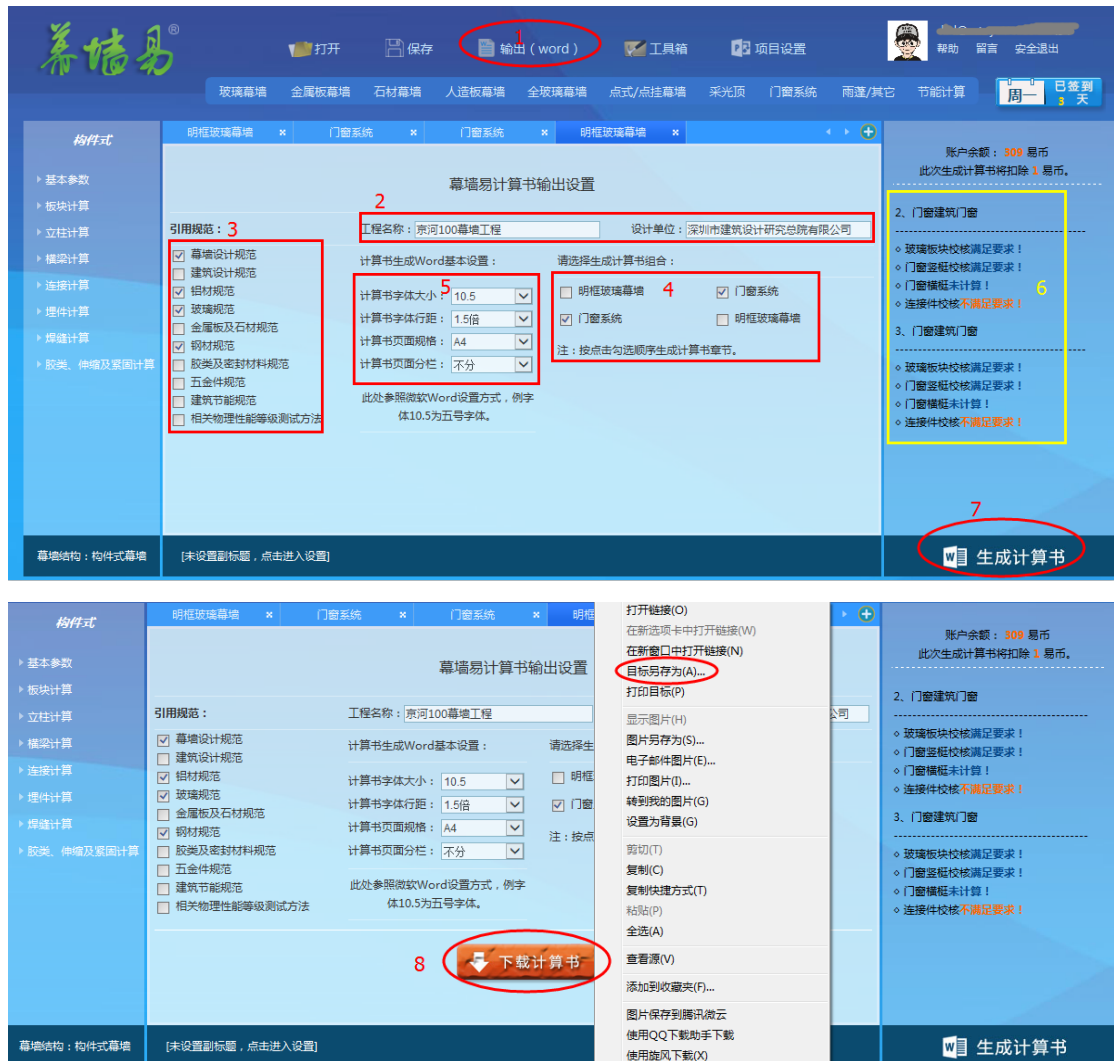 幕墙易®
打开 保存 1 输出（word） 工具箱 项目设置
帮助 留言 安全退出
玻璃幕墙 金属板幕墙 石材幕墙 人造板幕墙 全玻璃幕墙 点式/点挂幕墙 采光顶 门窗系统 雨蓬/其它 节能计算
周一 已签到 3 天
构件式
基本参数
板块计算
立柱计算
横梁计算
连接计算
埋件计算
焊缝计算
胶类、伸缩及紧固计算
明框玻璃幕墙 × 门窗系统 × 门窗系统 × 明框玻璃幕墙 ×
幕墙易计算书输出设置
2
工程名称：京河100幕墙工程 设计单位：深圳市建筑设计研究总院有限公司
引用规范： 3
幕墙设计规范
建筑设计规范
铝材规范
玻璃规范
金属板及石材规范
钢材规范
胶类及密封材料规范
五金件规范
建筑节能规范
相关物理性能等级测试方法
计算书生成Word基本设置：
5
计算书字体大小：10.5
计算书字体行距：1.5倍
计算书页面规格：A4
计算书页面分栏：不分
此处参照微软Word设置方式，例字
体10.5为五号字体。
请选择生成计算书组合：
明框玻璃幕墙 4 门窗系统
门窗系统 明框玻璃幕墙
注：按点击勾选顺序生成计算书章节。
账户余额：309 易币
此次生成计算书将扣除 1 易币。
2、门窗建筑门窗
玻璃板块校核满足要求！
门窗竖梃校核满足要求！
门窗横梃未计算！ 6
连接件校核不满足要求！
3、门窗建筑门窗
玻璃板块校核满足要求！
门窗竖梃校核满足要求！
门窗横梃未计算！
连接件校核不满足要求！
7
幕墙结构：构件式幕墙 [未设置副标题，点击进入设置] 生成计算书
构件式
基本参数
板块计算
立柱计算
横梁计算
连接计算
埋件计算
焊缝计算
胶类、伸缩及紧固计算
明框玻璃幕墙 × 门窗系统 × 门窗系统 × 明框
幕墙易计算书输出设置
工程名称：京河100幕墙工程
公司
引用规范：
幕墙设计规范
建筑设计规范
铝材规范
玻璃规范
金属板及石材规范
钢材规范
胶类及密封材料规范
五金件规范
建筑节能规范
相关物理性能等级测试方法
计算书生成Word基本设置：
计算书字体大小：10.5
计算书字体行距：1.5倍
计算书页面规格：A4
计算书页面分栏：不分
此处参照微软Word设置方式，例字
体10.5为五号字体。
请选择生
明框
门窗
注：按点
8 下载计算书
打开链接(O)
在新选项卡中打开链接(W)
在新窗口中打开链接(N)
目标另存为(A)...
打印目标(P)
显示图片(H)
图片另存为(S)...
电子邮件图片(E)...
打印图片(I)...
转到我的图片(G)
设置为背景(G)
剪切(T)
复制(C)
复制快捷方式(T)
粘贴(P)
全选(A)
查看源(V)
添加到收藏夹(F)...
图片保存到腾讯微云
使用QQ下载助手下载
使用旋风下载(X)
账户余额：309 易币
此次生成计算书将扣除 1 易币。
2、门窗建筑门窗
玻璃板块校核满足要求！
门窗竖梃校核满足要求！
门窗横梃未计算！
连接件校核不满足要求！
3、门窗建筑门窗
玻璃板块校核满足要求！
门窗竖梃校核满足要求！
门窗横梃未计算！
连接件校核不满足要求！
幕墙结构：构件式幕墙 [未设置副标题，点击进入设置] 生成计算书